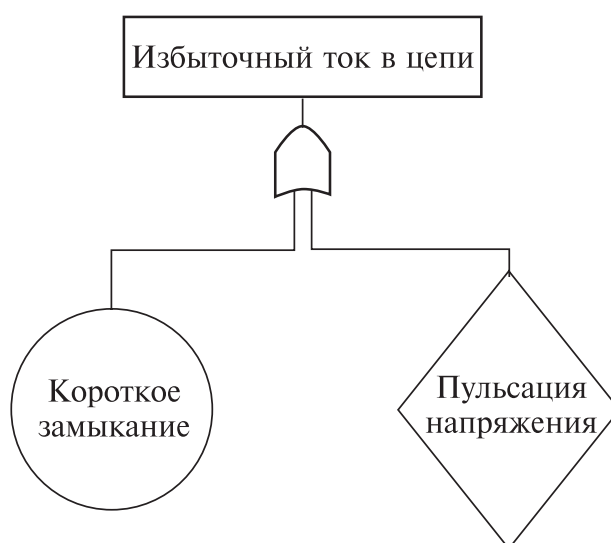 Избыточный ток в цепи
Короткое
замыкание
Пульсация
напряжения